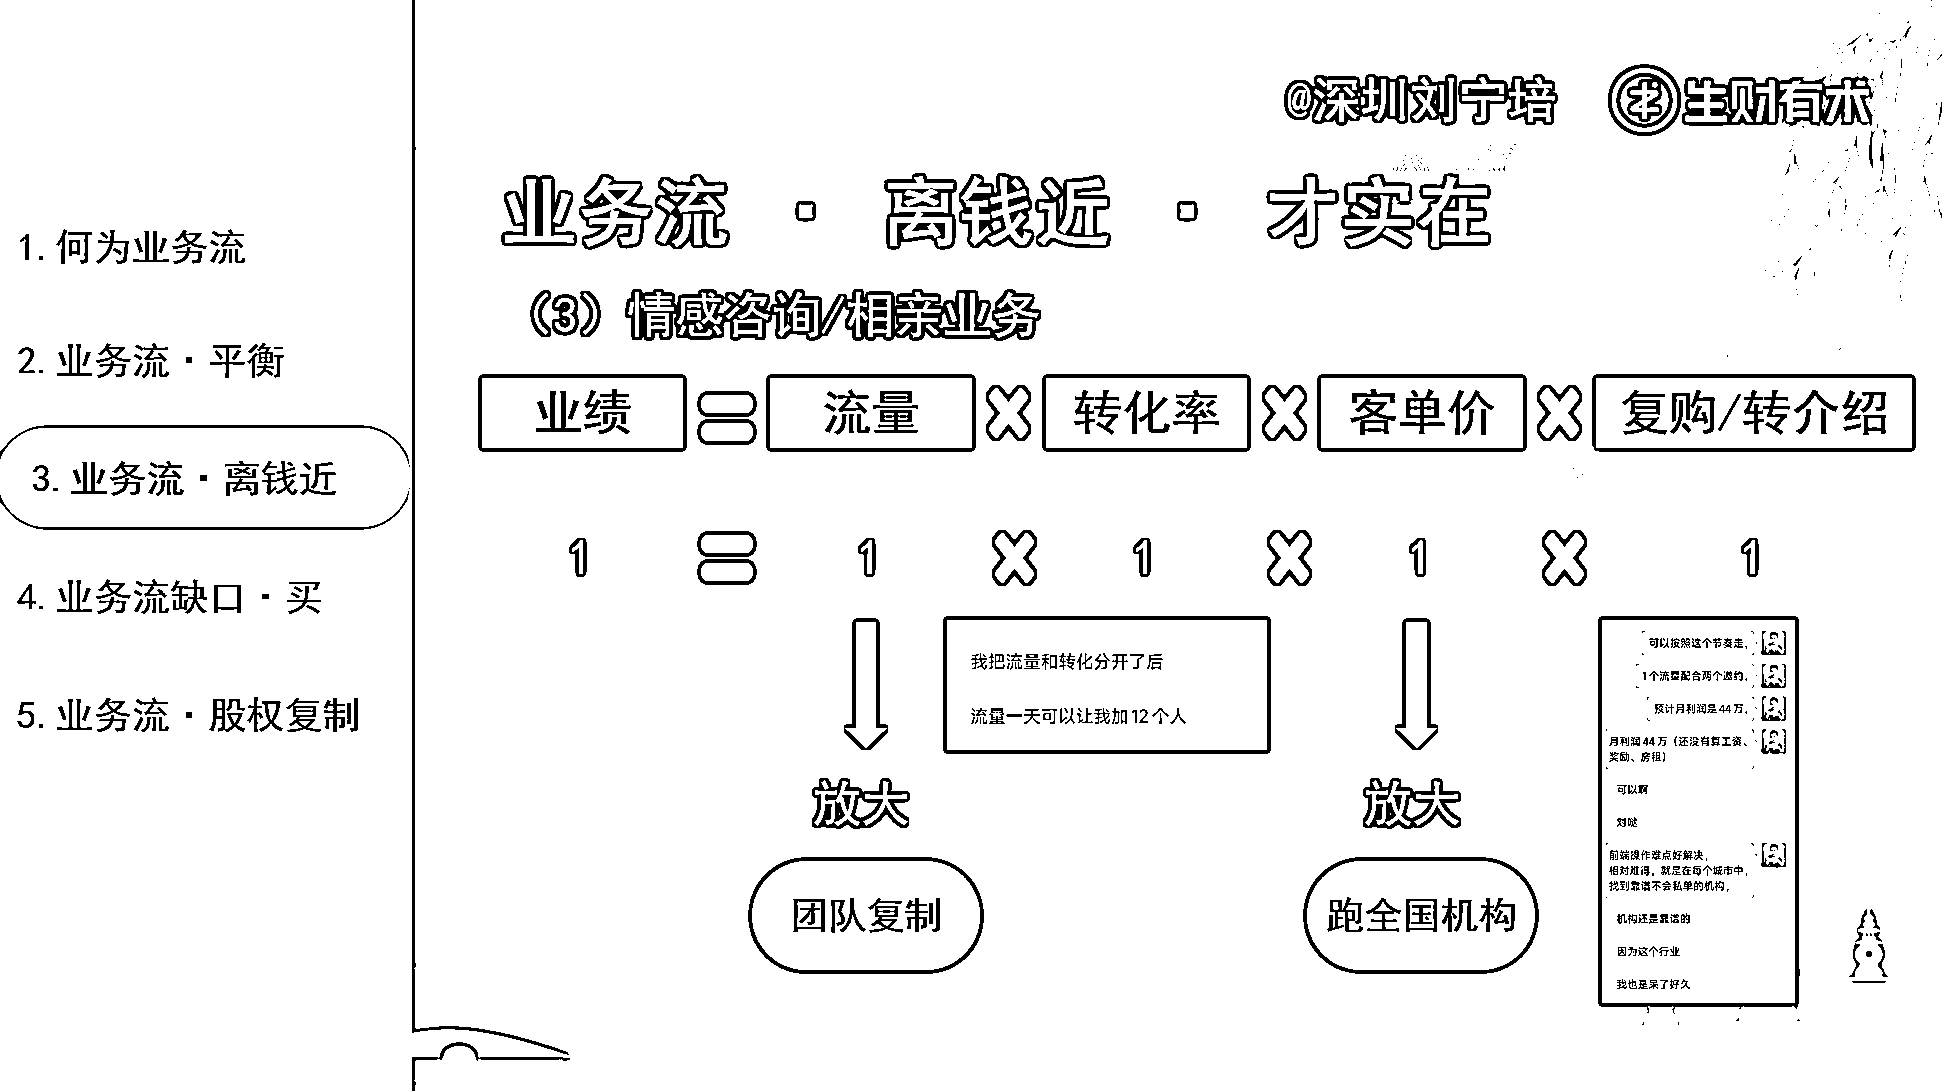 @深圳刘宁培 生财有术
业务流 · 离钱近 · 才实在
1. 何为业务流
2. 业务流 · 平衡
3. 业务流 · 离钱近
4. 业务流缺口 · 买
5. 业务流 · 股权复制
（3）情感咨询/相亲业务
业绩 = 流量 × 转化率 × 客单价 × 复购/转介绍
1 = 1 × 1 × 1 × 1
我把流量和转化分开了后
流量一天可以让我加12个人
放大
团队复制
放大
跑全国机构
可以按照这个节奏走，
1个流量配合两个邀约，
预计月利润是44万，
月利润44万（还没有算工资、
奖励、房租）
可以啊
对哒
前端操作难点好解决，
相对难得，就是在每个城市中，
找到靠谱不会私单的机构，
机构还是靠谱的
因为这个行业
我也是呆了好久